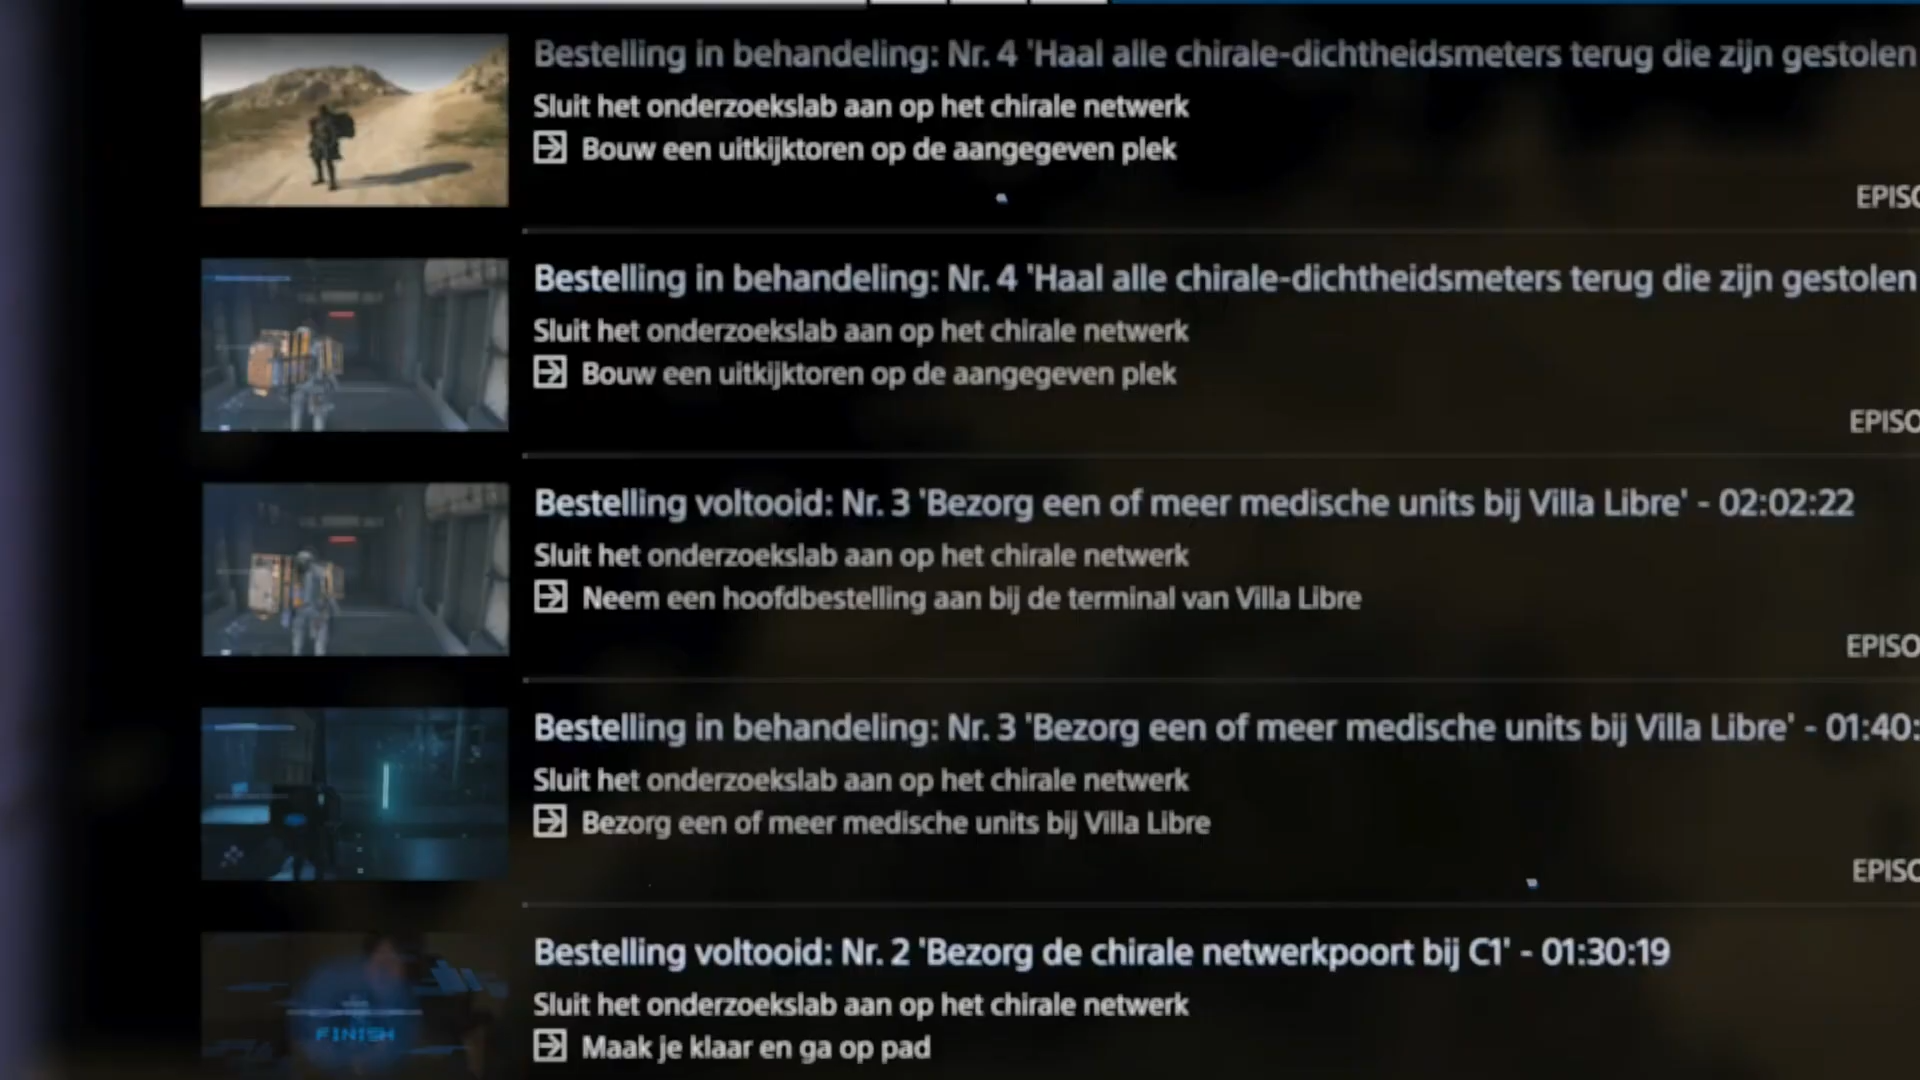 Bestelling in behandeling: Nr. 4 'Haal alle chirale-dichtheidsmeters terug die zijn gestolen
Sluit het onderzoekslab aan op het chirale netwerk
Bouw een uitkijktoren op de aangegeven plek
EPISO
Bestelling in behandeling: Nr. 4 'Haal alle chirale-dichtheidsmeters terug die zijn gestolen
Sluit het onderzoekslab aan op het chirale netwerk
Bouw een uitkijktoren op de aangegeven plek
EPISO
Bestelling voltooid: Nr. 3 'Bezorg een of meer medische units bij Villa Libre' - 02:02:22
Sluit het onderzoekslab aan op het chirale netwerk
Neem een hoofdbestelling aan bij de terminal van Villa Libre
EPISO
Bestelling in behandeling: Nr. 3 'Bezorg een of meer medische units bij Villa Libre' - 01:40:
Sluit het onderzoekslab aan op het chirale netwerk
Bezorg een of meer medische units bij Villa Libre
EPISO
Bestelling voltooid: Nr. 2 'Bezorg de chirale netwerkpoort bij C1' - 01:30:19
Sluit het onderzoekslab aan op het chirale netwerk
Maak je klaar en ga op pad
FINISH